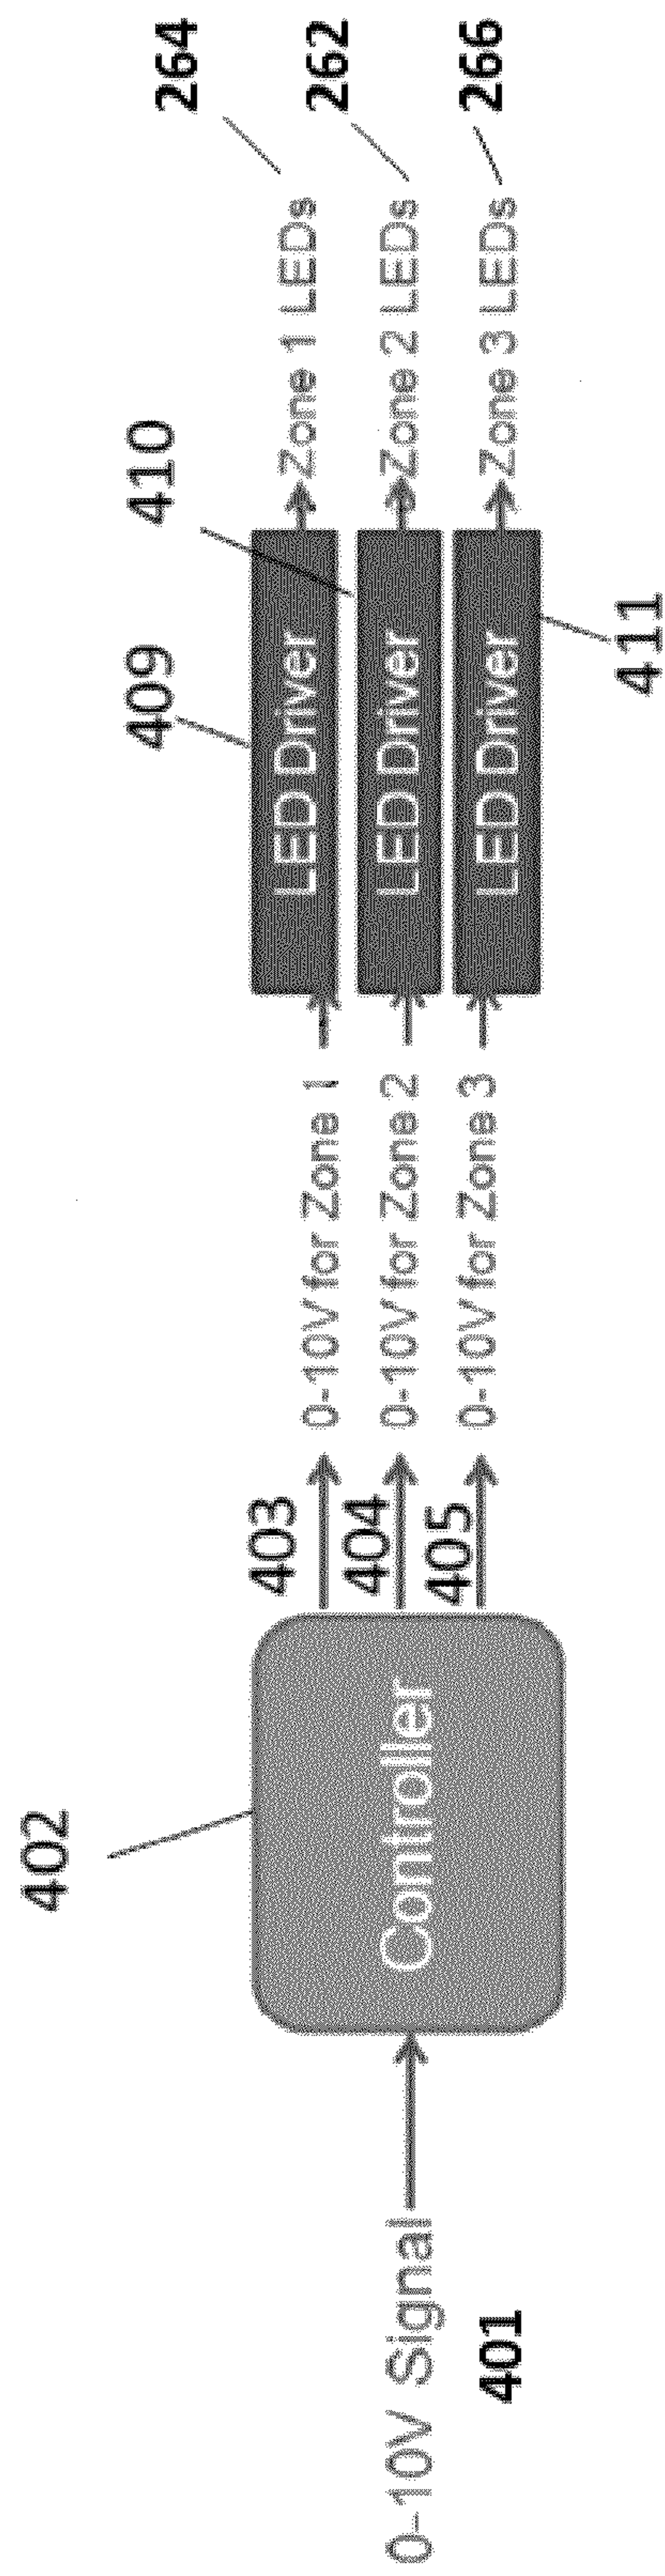 0-10V Signal
401
402
Controller
403
404
405
0-10V for Zone 1
0-10V for Zone 2
0-10V for Zone 3
409
410
411
LED Driver
LED Driver
LED Driver
Zone 1 LEDs
Zone 2 LEDs
Zone 3 LEDs
264
262
266